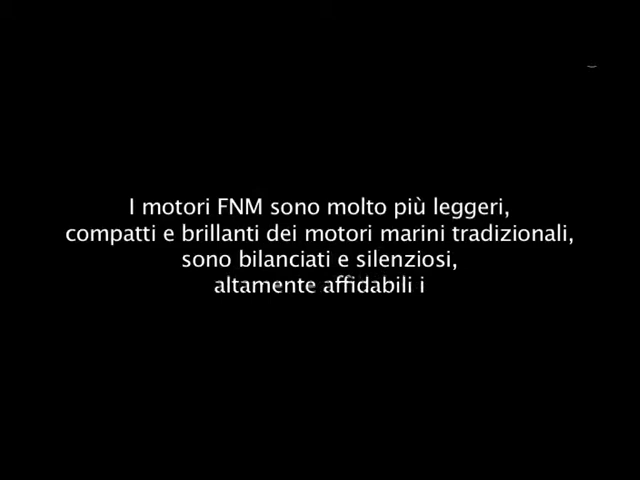 I motori FNM sono molto più leggeri,
compatti e brillanti dei motori marini tradizionali,
sono bilanciati e silenziosi,
altamente affidabili i